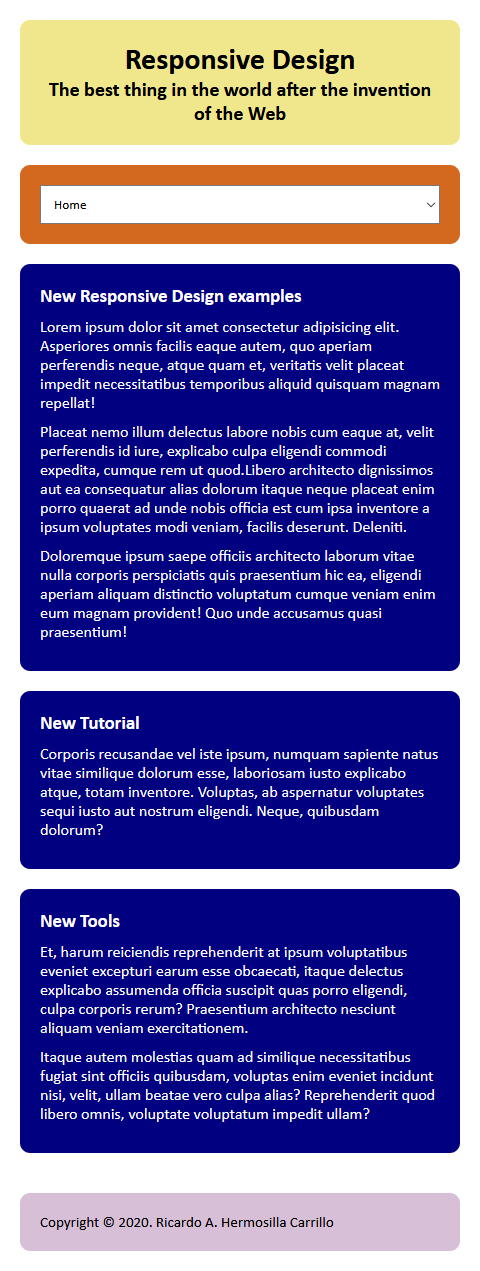 Responsive Design
The best thing in the world after the invention
of the Web
Home
New Responsive Design examples
Lorem ipsum dolor sit amet consectetur adipisicing elit.
Asperiores omnis facilis eaque autem, quo aperiam
perferendis neque, atque quam et, veritatis velit placeat
impedit necessitatibus temporibus aliquid quisquam magnam
repellat!
Placeat nemo illum delectus labore nobis cum eaque at, velit
perferendis id iure, explicabo culpa eligendi commodi
expedita, cumque rem ut quod.Libero architecto dignissimos
aut ea consequatur alias dolorum itaque neque placeat enim
porro quaerat ad unde nobis officia est cum ipsa inventore a
ipsum voluptates modi veniam, facilis deserunt. Deleniti.
Doloremque ipsum saepe officiis architecto laborum vitae
nulla corporis perspiciatis quis praesentium hic ea, eligendi
aperiam aliquam distinctio voluptatum cumque veniam enim
eum magnam provident! Quo unde accusamus quasi
praesentium!
New Tutorial
Corporis recusandae vel iste ipsum, numquam sapiente natus
vitae similique dolorum esse, laboriosam iusto explicabo
atque, totam inventore. Voluptas, ab aspernatur voluptates
sequi iusto aut nostrum eligendi. Neque, quibusdam
dolorum?
New Tools
Et, harum reiciendis reprehenderit at ipsum voluptatibus
eveniet excepturi earum esse obcaecati, itaque delectus
explicabo assumenda officia suscipit quas porro eligendi,
culpa corporis rerum? Praesentium architecto nesciunt
aliquam veniam exercitationem.
Itaque autem molestias quam ad similique necessitatibus
fugiat sint officiis quibusdam, voluptas enim eveniet incidunt
nisi, velit, ullam beatae vero culpa alias? Reprehenderit quod
libero omnis, voluptate voluptatum impedit ullam?
Copyright © 2020. Ricardo A. Hermosilla Carrillo